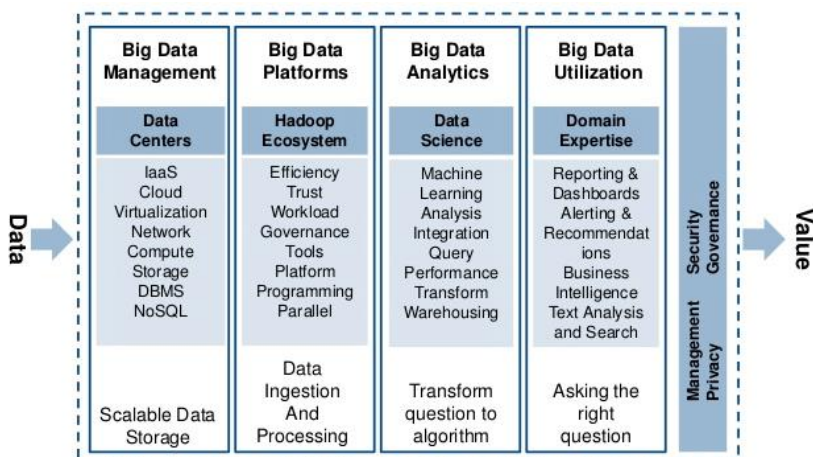 Data
Big Data
Management
Data
Centers
IaaS
Cloud
Virtualization
Network
Compute
Storage
DBMS
NoSQL
Scalable Data
Storage
Big Data
Platforms
Hadoop
Ecosystem
Efficiency
Trust
Workload
Governance
Tools
Platform
Programming
Parallel
Data
Ingestion
And
Processing
Big Data
Analytics
Data
Science
Machine
Learning
Analysis
Integration
Query
Performance
Transform
Warehousing
Transform
question to
algorithm
Big Data
Utilization
Domain
Expertise
Reporting &
Dashboards
Alerting &
Recommendat
ions
Business
Intelligence
Text Analysis
and Search
Asking the
right
question
Management Security
Privacy Governance
Value